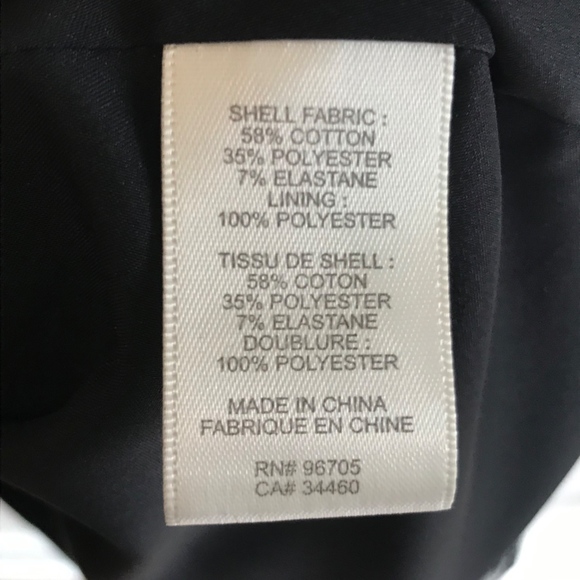 SHELL FABRIC :
58% COTTON
35% POLYESTER
7% ELASTANE
LINING :
100% POLYESTER
TISSU DE SHELL :
58% COTON
35% POLYESTER
7% ELASTANE
DOUBLURE :
100% POLYESTER
MADE IN CHINA
FABRIQUE EN CHINE
RN# 96705
CA# 34460